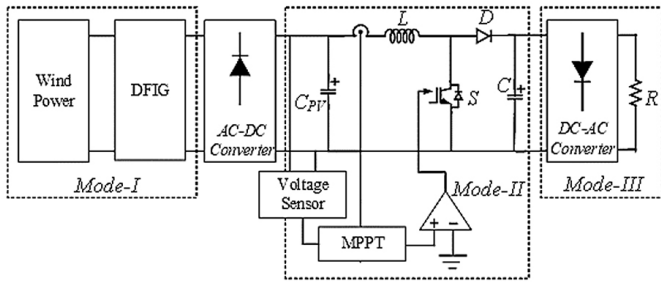 Wind
Power
DFIG
AC-DC
Converter
Mode-I
C_PV
+
L
D
S
C
+
Voltage
Sensor
MPPT
+ −
Mode-II
DC-AC
Converter
R
Mode-III